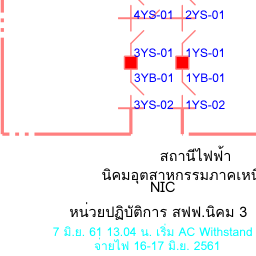 4YS-01 2YS-01
3YS-01 1YS-01
3YB-01 1YB-01
3YS-02 1YS-02
สถานีไฟฟ้า
นิคมอุตสาหกรรมภาคเหนื
NIC
หน่วยปฏิบัติการ สฟฟ.นิคม 3
7 มิ.ย. 61 13.04 น. เริ่ม AC Withstand
จ่ายไฟ 16-17 มิ.ย. 2561